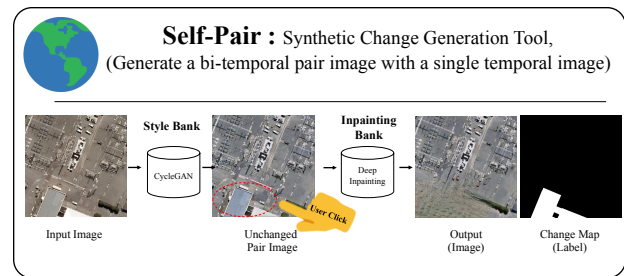 Self-Pair : Synthetic Change Generation Tool,
(Generate a bi-temporal pair image with a single temporal image)
Style Bank
Inpainting
Bank
CycleGAN
Deep
Inpainting
User Click
Input Image
Unchanged
Pair Image
Output
(Image)
Change Map
(Label)